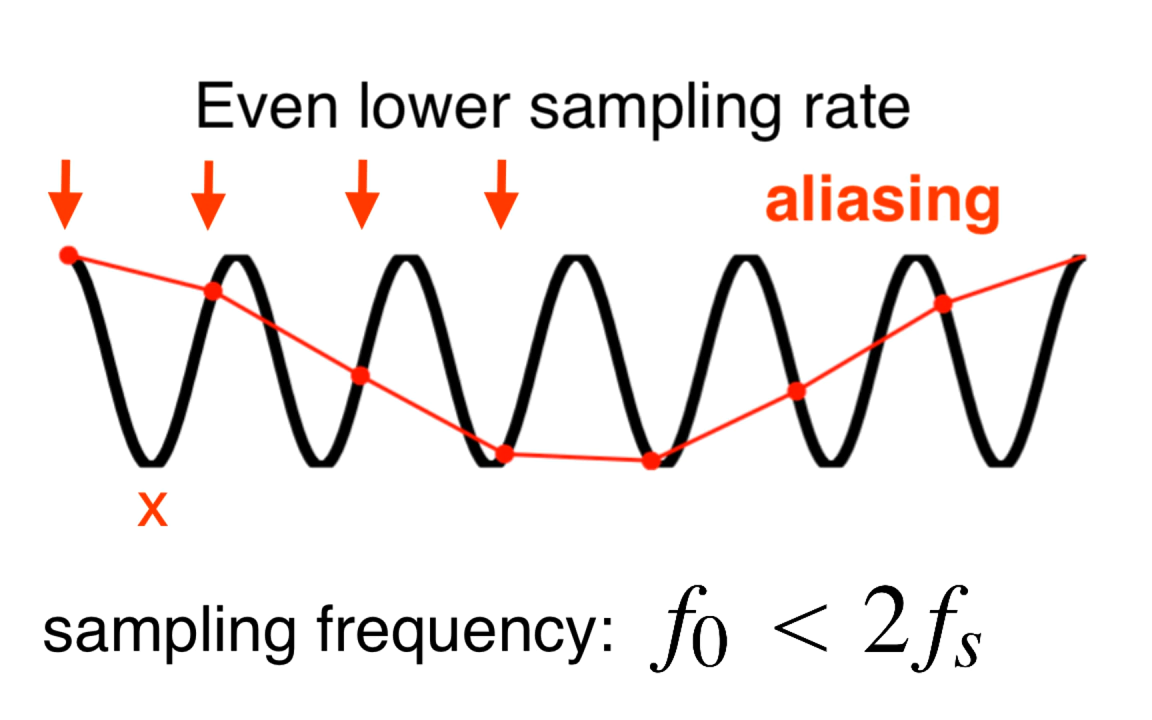 Even lower sampling rate
aliasing
x
sampling frequency: f₀ < 2fₛ